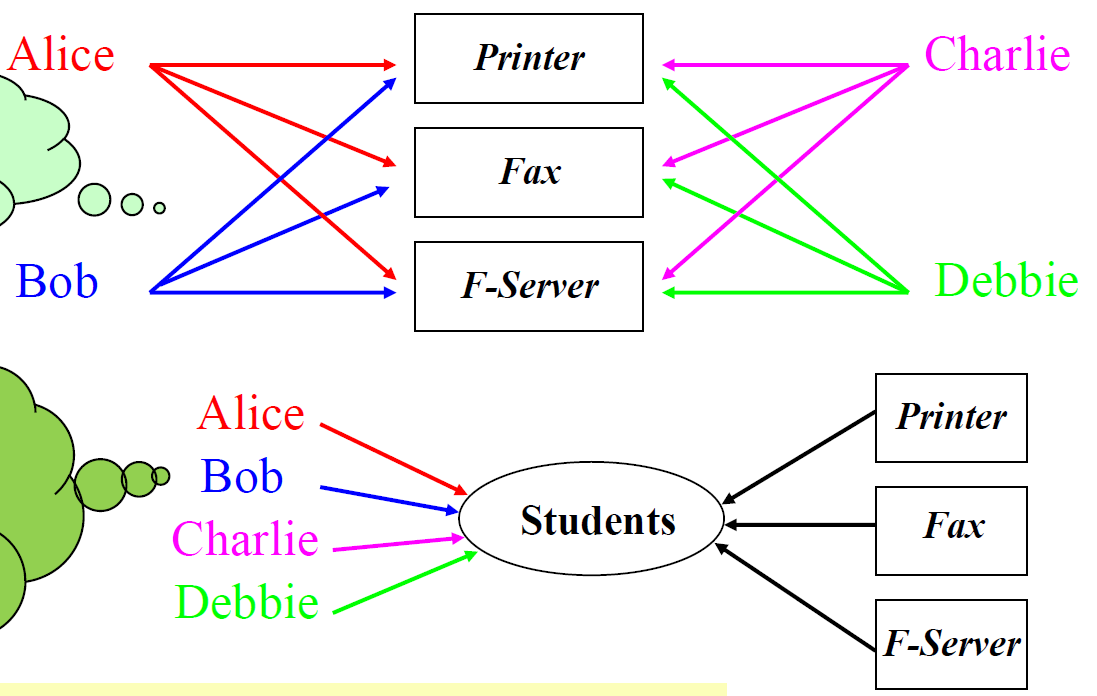 Alice
Printer
Charlie
Fax
Bob
F-Server
Debbie
Alice
Bob
Charlie
Debbie
Students
Printer
Fax
F-Server